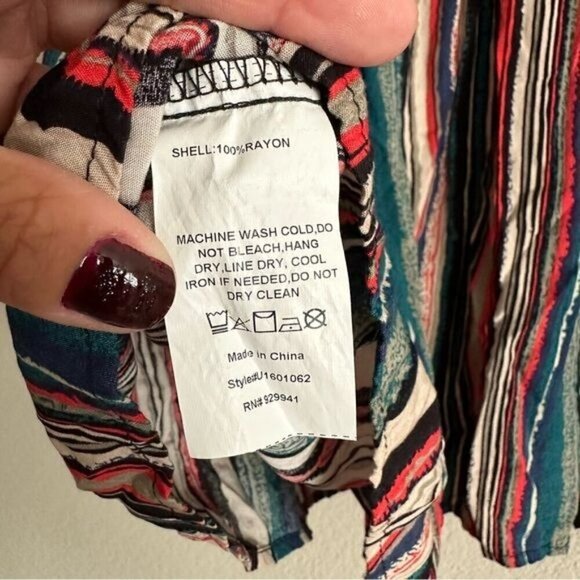 SHELL:100%RAYON
MACHINE WASH COLD,DO
NOT BLEACH,HANG
DRY,LINE DRY, COOL
IRON IF NEEDED,DO NOT
DRY CLEAN
Made in China
Style#U1601062
RN# 929941